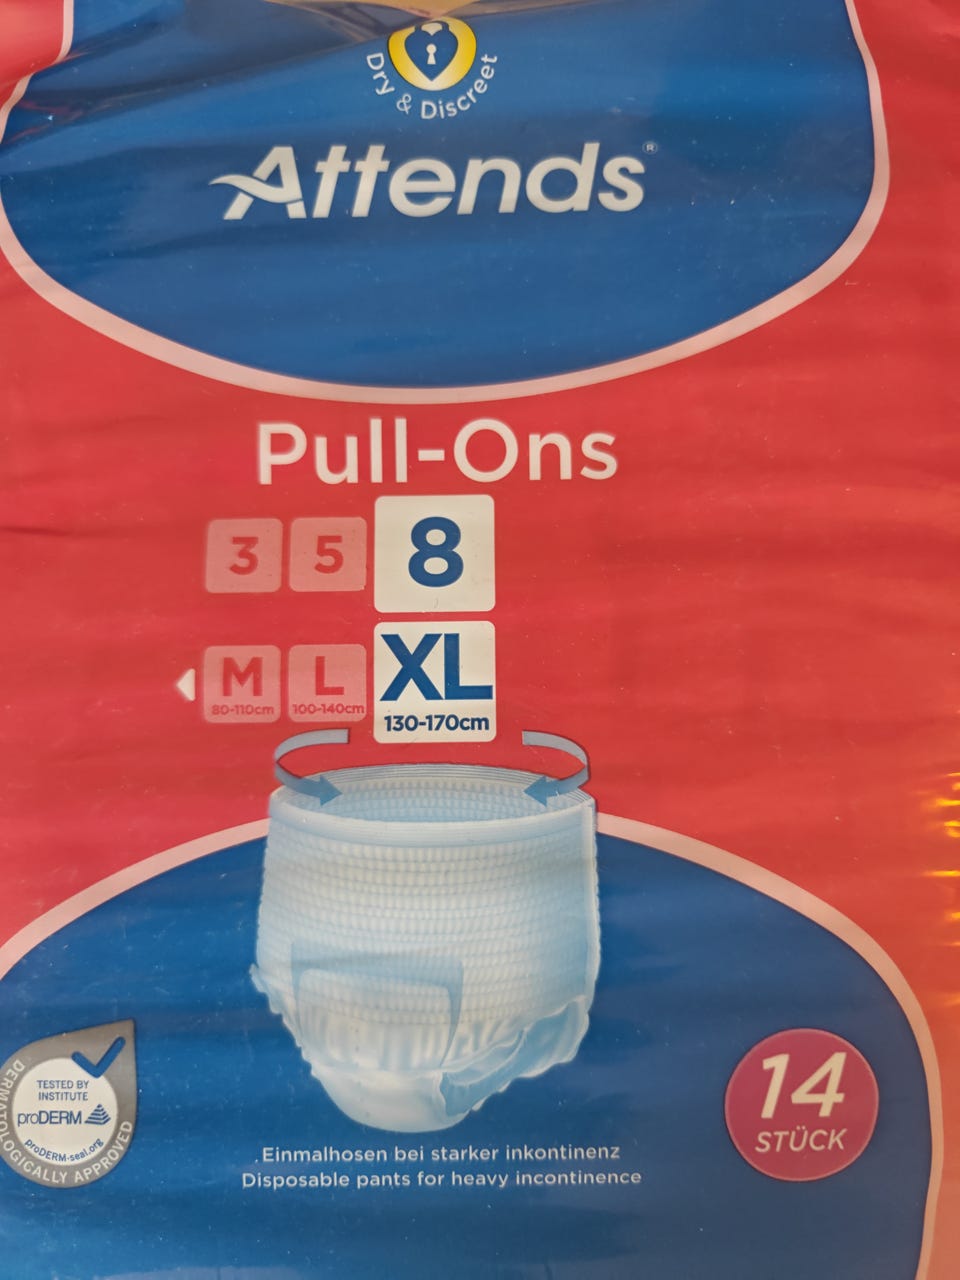 Dry & Discreet
Attends®
Pull-Ons
3 5 8
M L XL
80-110cm 100-140cm 130-170cm
TESTED BY
INSTITUTE
proDERM
proDERM-seal.org
DERMATOLOGICALLY APPROVED
14
STÜCK
Einmalhosen bei starker inkontinenz
Disposable pants for heavy incontinence